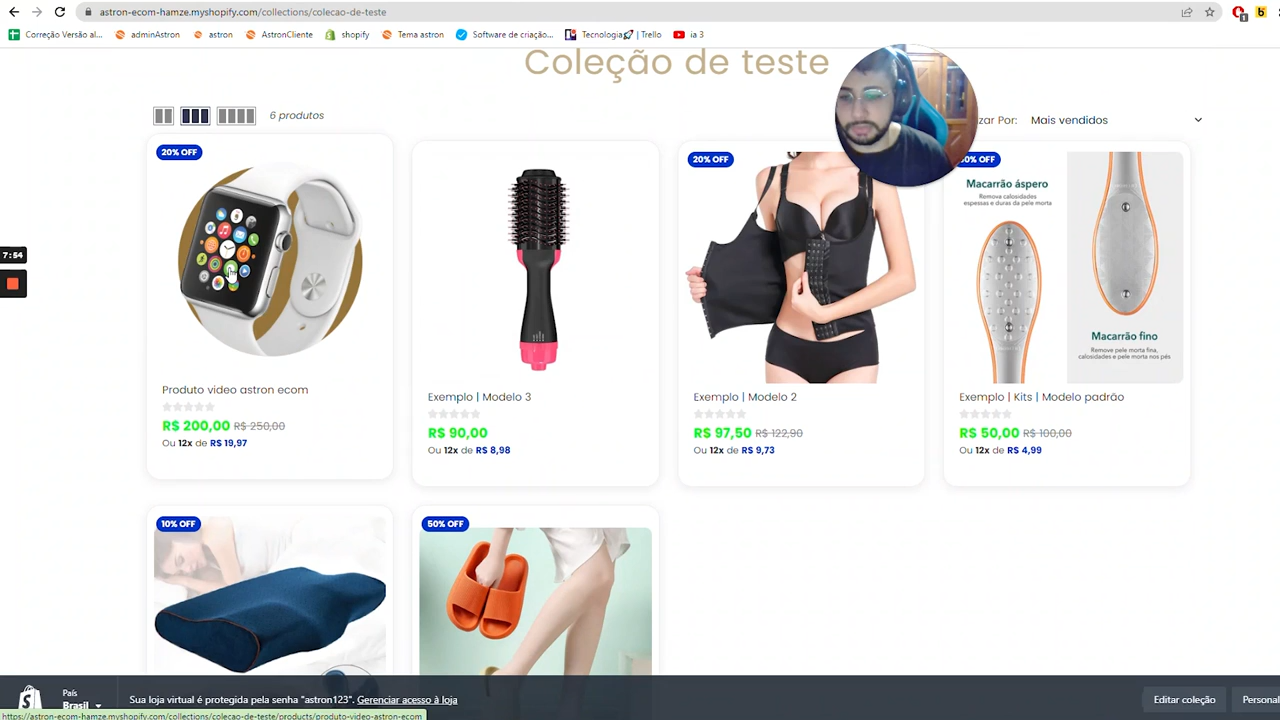 astron-ecom-hamze.myshopify.com/collections/colecao-de-teste
Correção Versão al...
adminAstron
astron
AstronCliente
shopify
Tema astron
Software de criação...
Tecnologia🚀 | Trello
ia 3
Coleção de teste
6 produtos
zar Por:
Mais vendidos
20% OFF
20% OFF
0% OFF
Macarrão áspero
Remova calosidades
espessas e duras da pele morta
Macarrão fino
Remove pele morta fina,
calosidades e pele morta nos pés
7:54
Produto video astron ecom
R$ 200,00 R$ 250,00
Ou 12x de R$ 19,97
Exemplo | Modelo 3
R$ 90,00
Ou 12x de R$ 8,98
Exemplo | Modelo 2
R$ 97,50 R$ 122,90
Ou 12x de R$ 9,73
Exemplo | Kits | Modelo padrão
R$ 50,00 R$ 100,00
Ou 12x de R$ 4,99
10% OFF
50% OFF
País
Brasil
Sua loja virtual é protegida pela senha "astron123". Gerenciar acesso à loja
Editar coleção
Personal
https://astron-ecom-hamze.myshopify.com/collections/colecao-de-teste/products/produto-video-astron-ecom